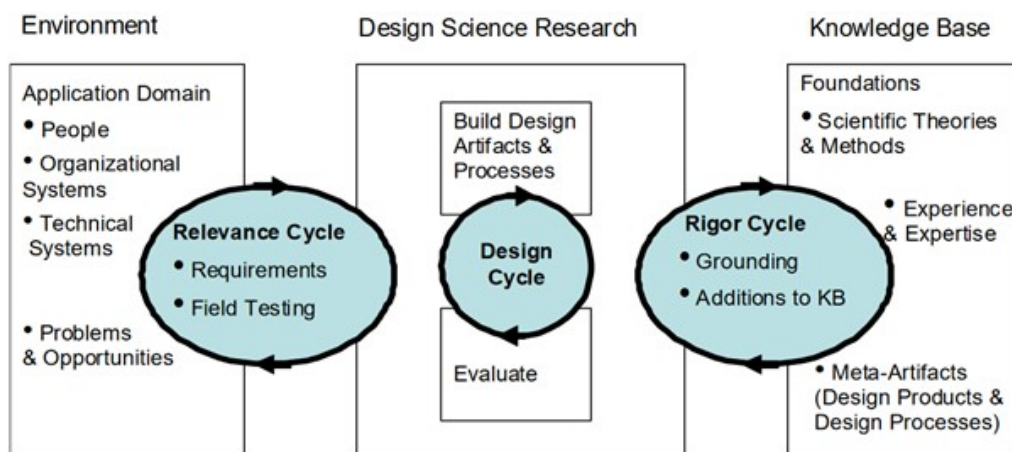 Environment
Design Science Research
Knowledge Base
Application Domain
• People
• Organizational
Systems
• Technical
Systems
• Problems
& Opportunities
Relevance Cycle
• Requirements
• Field Testing
Build Design
Artifacts &
Processes
Design
Cycle
Evaluate
Rigor Cycle
• Grounding
• Additions to KB
Foundations
• Scientific Theories
& Methods
• Experience
& Expertise
• Meta-Artifacts
(Design Products &
Design Processes)